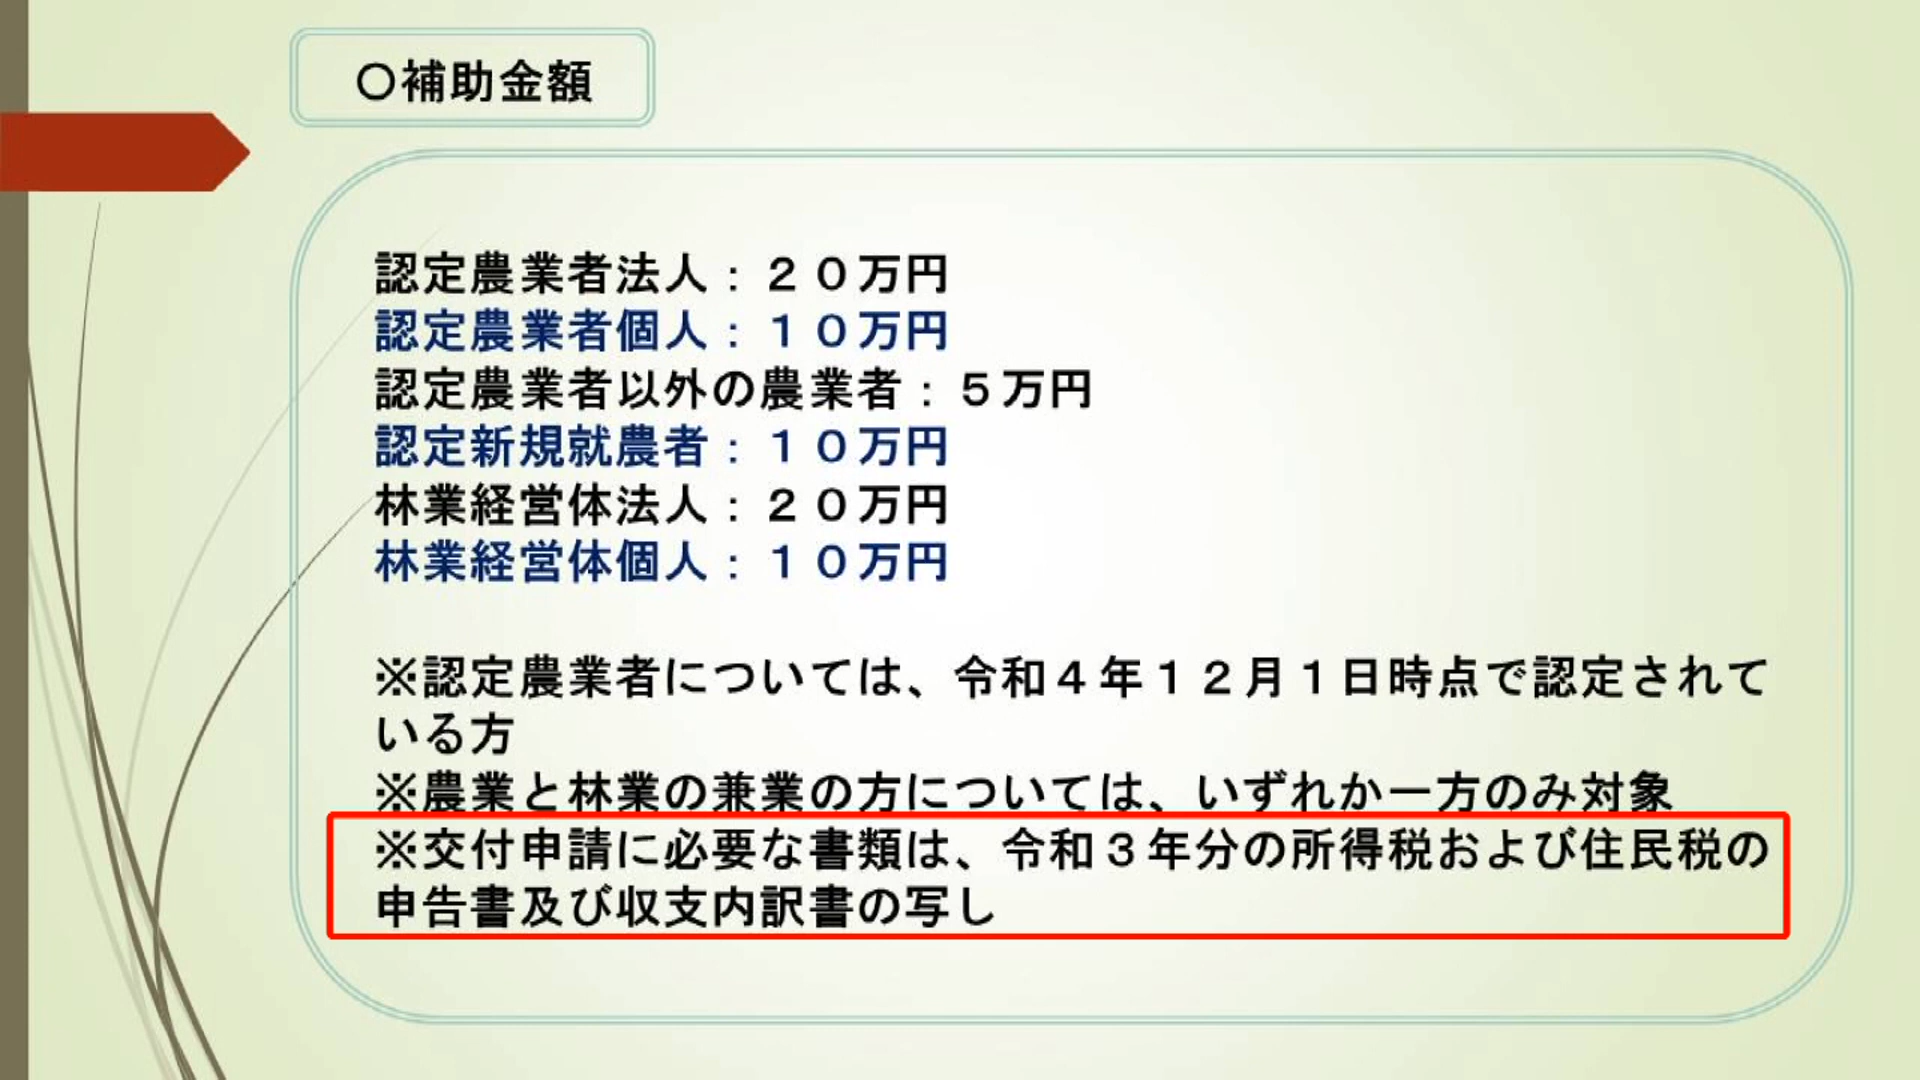 ○補助金額
認定農業者法人：２０万円
認定農業者個人：１０万円
認定農業者以外の農業者：５万円
認定新規就農者：１０万円
林業経営体法人：２０万円
林業経営体個人：１０万円
※認定農業者については、令和４年１２月１日時点で認定されて
いる方
※農業と林業の兼業の方については、いずれか一方のみ対象
※交付申請に必要な書類は、令和３年分の所得税および住民税の
申告書及び収支内訳書の写し